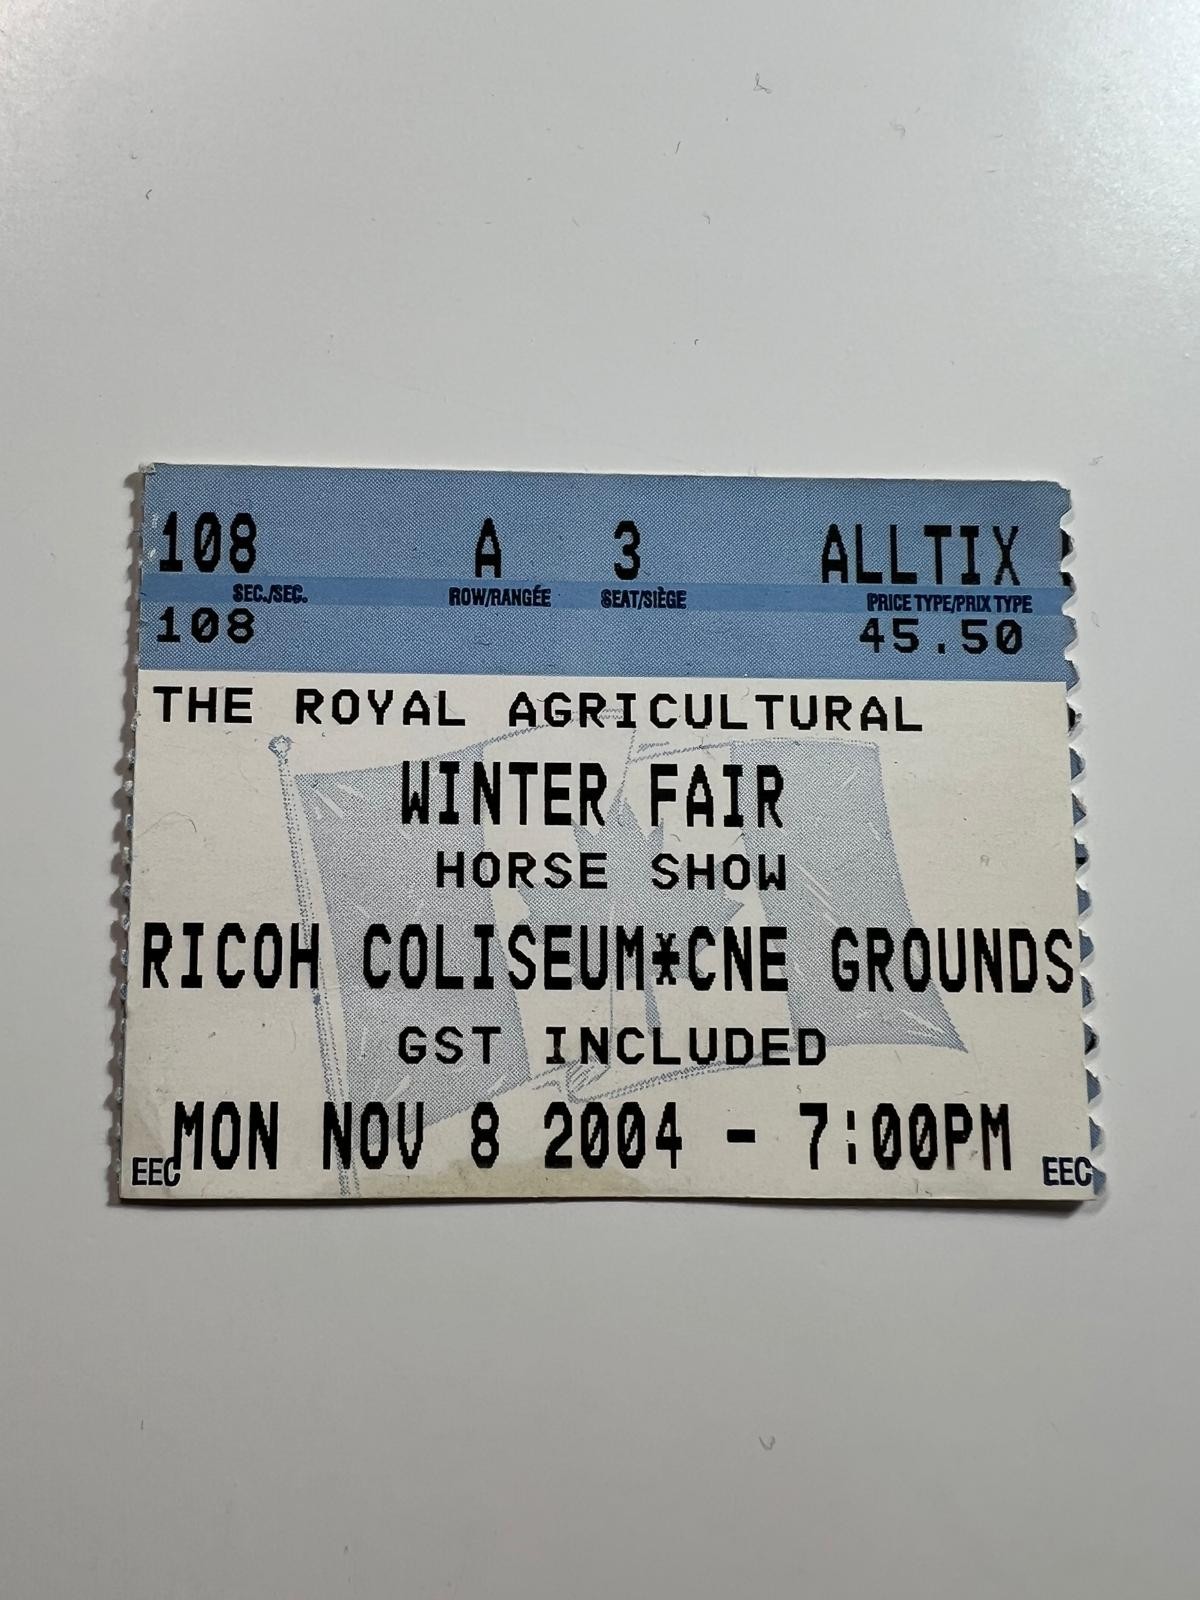 108 A 3 ALLTIX
SEC./SEC. ROW/RANGÉE SEAT/SIÈGE PRICE TYPE/PRIX TYPE
108 45.50
THE ROYAL AGRICULTURAL
WINTER FAIR
HORSE SHOW
RICOH COLISEUM*CNE GROUNDS
GST INCLUDED
MON NOV 8 2004 - 7:00PM
EEC EEC